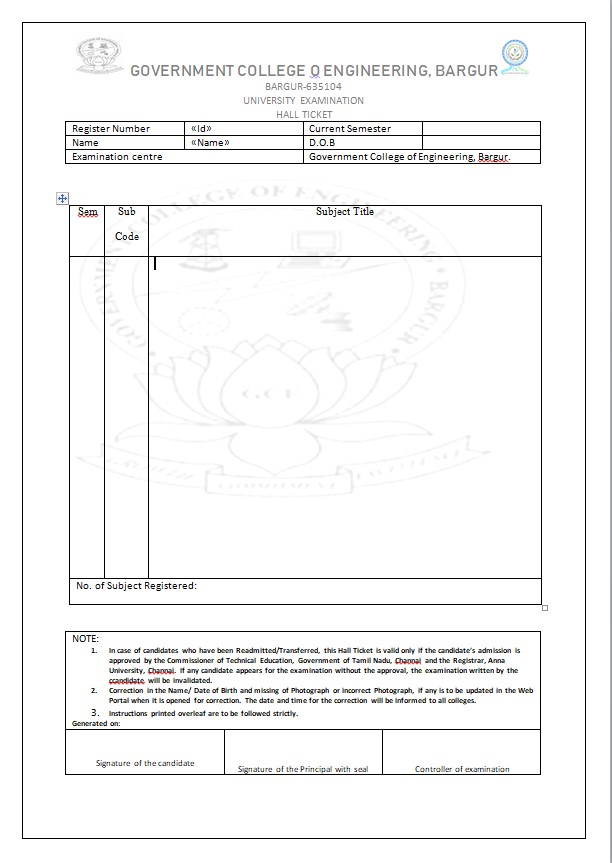 GOVERNMENT COLLEGE O ENGINEERING, BARGUR
BARGUR-635104
UNIVERSITY EXAMINATION
HALL TICKET
Register Number «Id» Current Semester
Name «Name» D.O.B
Examination centre Government College of Engineering, Bargur.
Sem Sub Code Subject Title
GOVERNMENT COLLEGE OF ENGINEERING BARGUR
G.C.E
COMMITMENT
No. of Subject Registered:
NOTE:
1. In case of candidates who have been Readmitted/Transferred, this Hall Ticket is valid only if the candidate's admission is
approved by the Commissioner of Technical Education, Government of Tamil Nadu, Channai and the Registrar, Anna
University, Channai. If any candidate appears for the examination without the approval, the examination written by the
ccandidate will be invalidated.
2. Correction in the Name/ Date of Birth and missing of Photograph or incorrect Photograph, if any is to be updated in the Web
Portal when it is opened for correction. The date and time for the correction will be informed to all colleges.
3. Instructions printed overleaf are to be followed strictly.
Generated on:
Signature of the candidate Signature of the Principal with seal Controller of examination